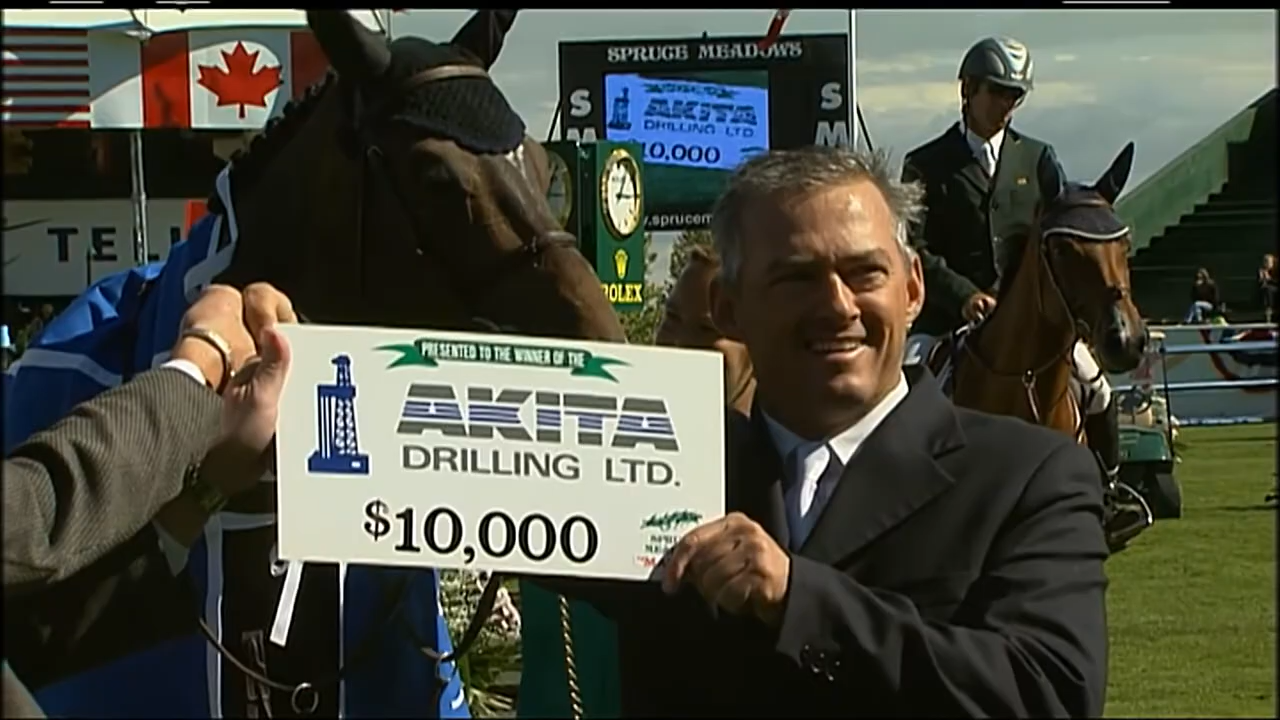 SPRUCE MEADOWS
S
M
AKITA
DRILLING LTD
10,000
S
M
ROLEX
TEL
PRESENTED TO THE WINNER OF THE
AKITA
DRILLING LTD.
$10,000